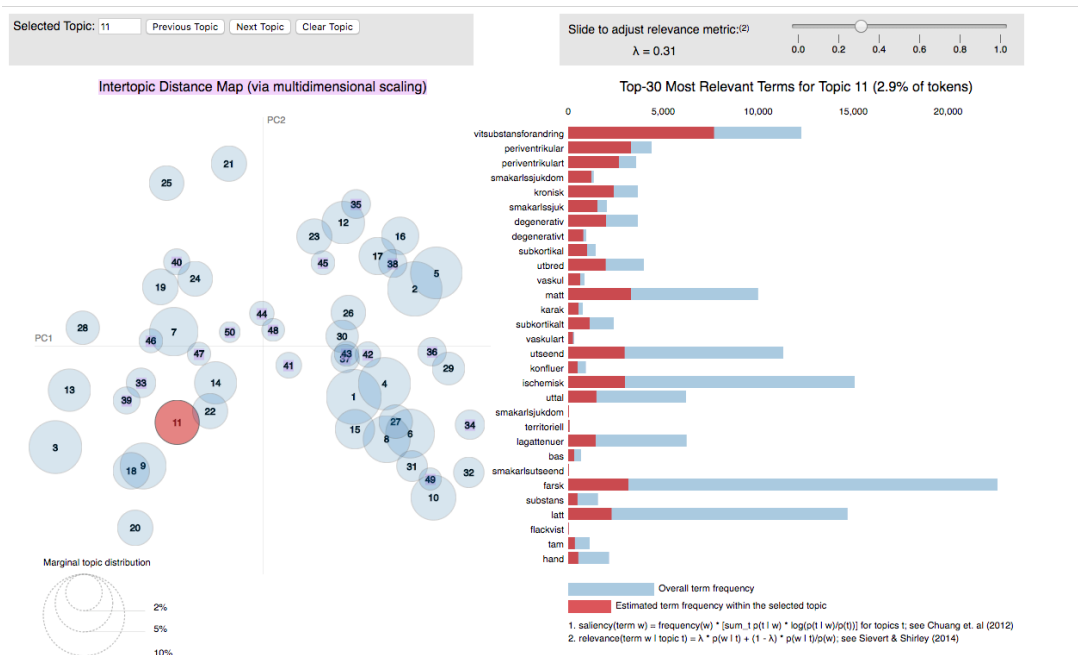 Selected Topic: 11 Previous Topic Next Topic Clear Topic
Slide to adjust relevance metric:(2)
λ = 0.31
0.0 0.2 0.4 0.6 0.8 1.0
Intertopic Distance Map (via multidimensional scaling)
PC2
PC1
21
25
35
12
23
16
45
17
38
5
2
40
24
19
44
26
28
7
50
48
30
46
47
43
37
42
36
41
29
33
14
4
13
39
1
22
11
27
34
15
8
6
3
18
9
31
32
49
10
20
Marginal topic distribution
2%
5%
10%
Top-30 Most Relevant Terms for Topic 11 (2.9% of tokens)
0 5,000 10,000 15,000 20,000
vitsubstansforandring
periventrikular
periventrikulart
smakarlssjukdom
kronisk
smakarlssjuk
degenerativ
degenerativt
subkortikal
utbred
vaskul
matt
karak
subkortikalt
vaskulart
utseend
konfluer
ischemisk
uttal
smakarlsjukdom
territoriell
lagattenuer
bas
smakarlsutseend
farsk
substans
latt
flackvist
tam
hand
Overall term frequency
Estimated term frequency within the selected topic
1. saliency(term w) = frequency(w) * [sum_t p(t | w) * log(p(t | w)/p(t))] for topics t; see Chuang et. al (2012)
2. relevance(term w | topic t) = λ * p(w | t) + (1 - λ) * p(w | t)/p(w); see Sievert & Shirley (2014)